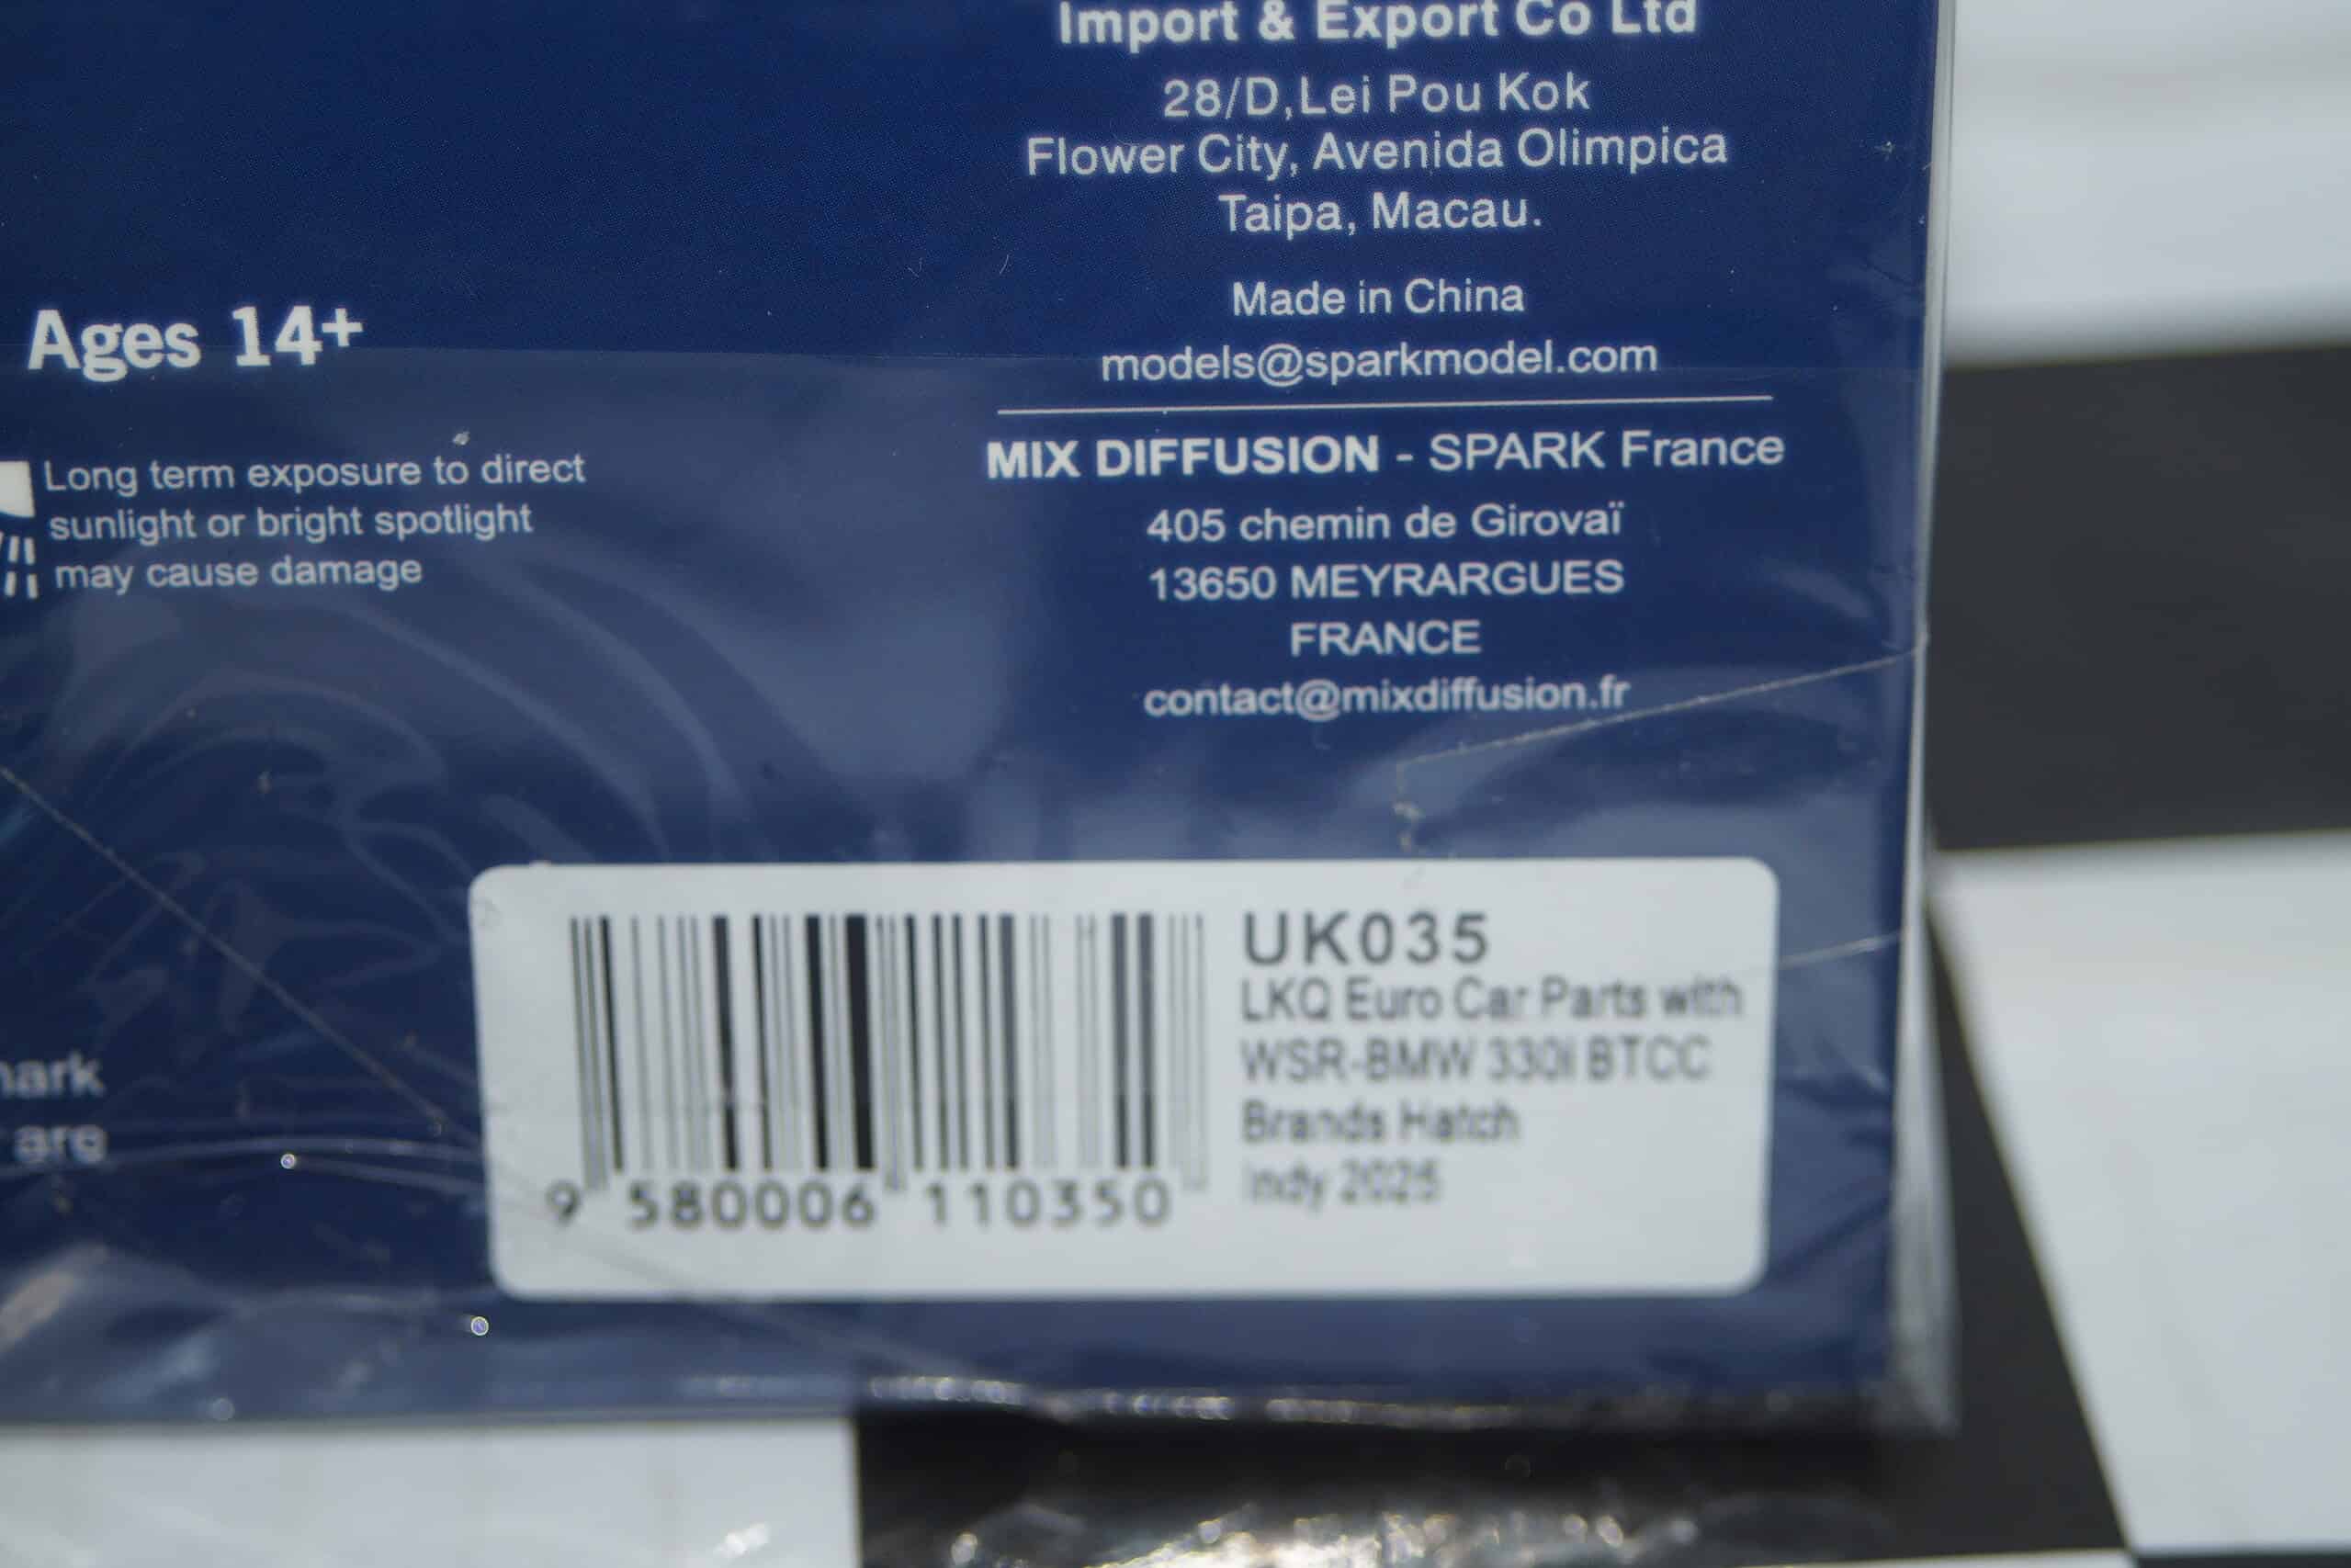 Import & Export Co Ltd
28/D,Lei Pou Kok
Flower City, Avenida Olimpica
Taipa, Macau.
Made in China
models@sparkmodel.com
MIX DIFFUSION - SPARK France
405 chemin de Girovaï
13650 MEYRARGUES
FRANCE
contact@mixdiffusion.fr
Ages 14+
Long term exposure to direct
sunlight or bright spotlight
may cause damage
are
UK035
LKQ Euro Car Parts with
WSR-BMW 330i BTCC
Brands Hatch
Indy 2025
9 580006 110350